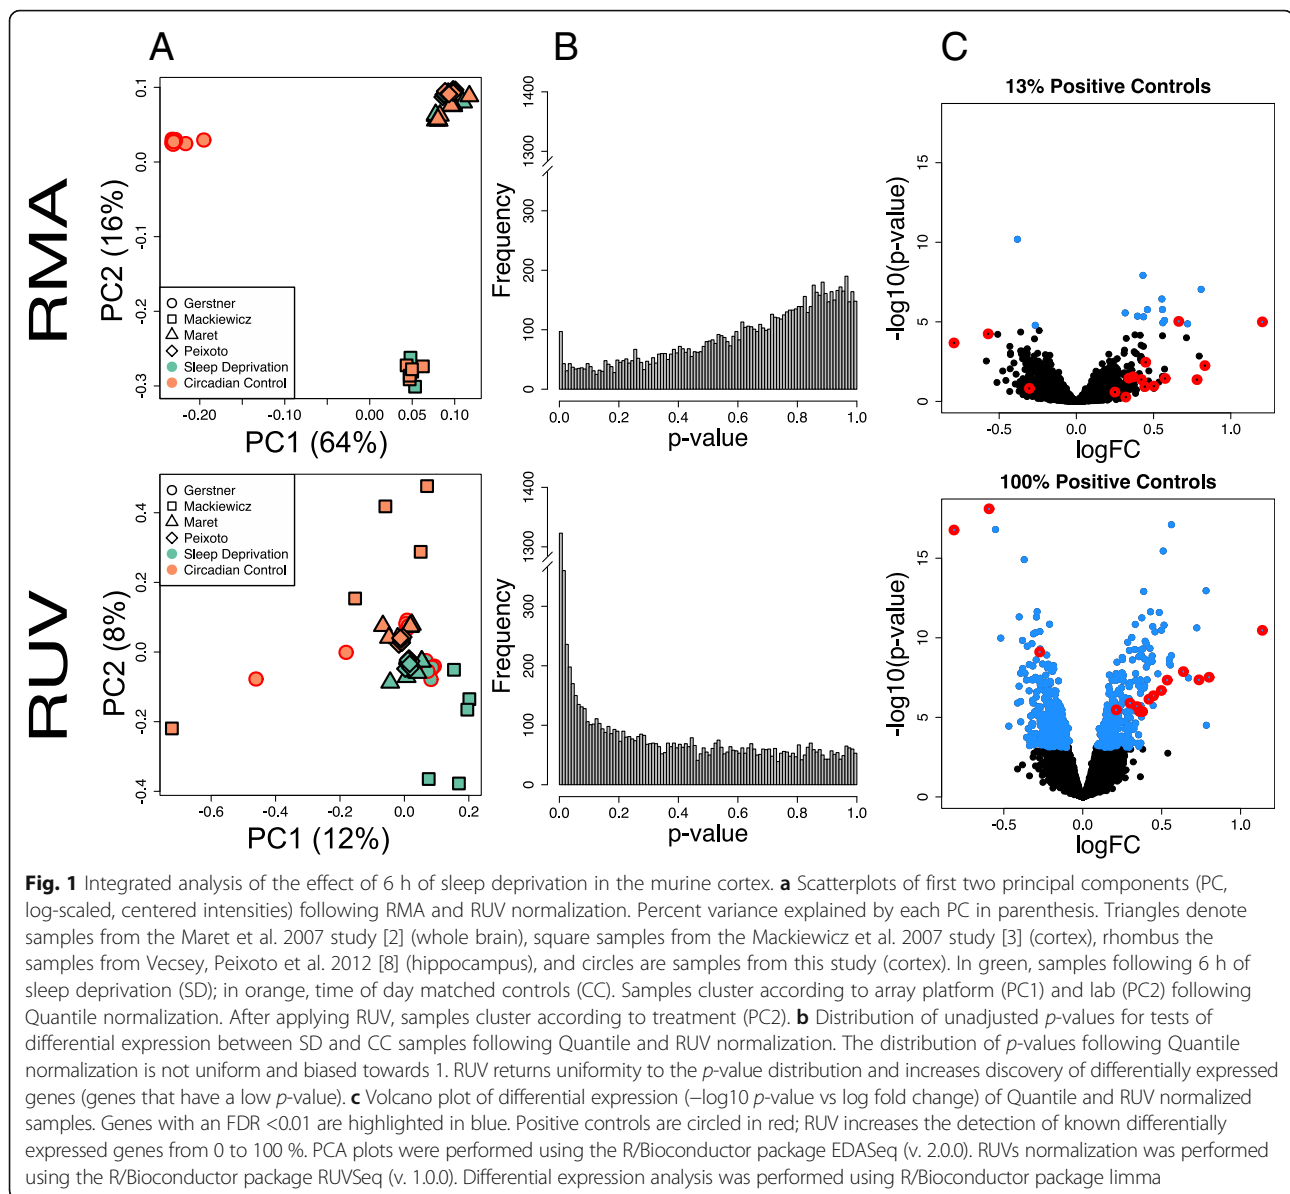 A
B
C
RMA
PC2 (16%)
0.1
0.0
-0.1
-0.2
-0.3
Gerstner
Mackiewicz
Maret
Peixoto
Sleep Deprivation
Circadian Control
-0.20
-0.10
0.00
0.05
0.10
PC1 (64%)
Frequency
1400
1300
300
200
100
0
0.0
0.2
0.4
0.6
0.8
1.0
p-value
13% Positive Controls
-log10(p-value)
15
10
5
0
-0.5
0.0
0.5
1.0
logFC
RUV
PC2 (8%)
0.4
0.2
0.0
-0.2
-0.4
Gerstner
Mackiewicz
Maret
Peixoto
Sleep Deprivation
Circadian Control
-0.6
-0.4
-0.2
0.0
0.2
PC1 (12%)
Frequency
1400
1300
300
200
100
0
0.0
0.2
0.4
0.6
0.8
1.0
p-value
100% Positive Controls
-log10(p-value)
15
10
5
0
-0.5
0.0
0.5
1.0
logFC
Fig. 1 Integrated analysis of the effect of 6 h of sleep deprivation in the murine cortex. a Scatterplots of first two principal components (PC,
log-scaled, centered intensities) following RMA and RUV normalization. Percent variance explained by each PC in parenthesis. Triangles denote
samples from the Maret et al. 2007 study [2] (whole brain), square samples from the Mackiewicz et al. 2007 study [3] (cortex), rhombus the
samples from Vecsey, Peixoto et al. 2012 [8] (hippocampus), and circles are samples from this study (cortex). In green, samples following 6 h of
sleep deprivation (SD); in orange, time of day matched controls (CC). Samples cluster according to array platform (PC1) and lab (PC2) following
Quantile normalization. After applying RUV, samples cluster according to treatment (PC2). b Distribution of unadjusted p-values for tests of
differential expression between SD and CC samples following Quantile and RUV normalization. The distribution of p-values following Quantile
normalization is not uniform and biased towards 1. RUV returns uniformity to the p-value distribution and increases discovery of differentially expressed
genes (genes that have a low p-value). c Volcano plot of differential expression (−log10 p-value vs log fold change) of Quantile and RUV normalized
samples. Genes with an FDR <0.01 are highlighted in blue. Positive controls are circled in red; RUV increases the detection of known differentially
expressed genes from 0 to 100 %. PCA plots were performed using the R/Bioconductor package EDASeq (v. 2.0.0). RUVs normalization was performed
using the R/Bioconductor package RUVSeq (v. 1.0.0). Differential expression analysis was performed using R/Bioconductor package limma